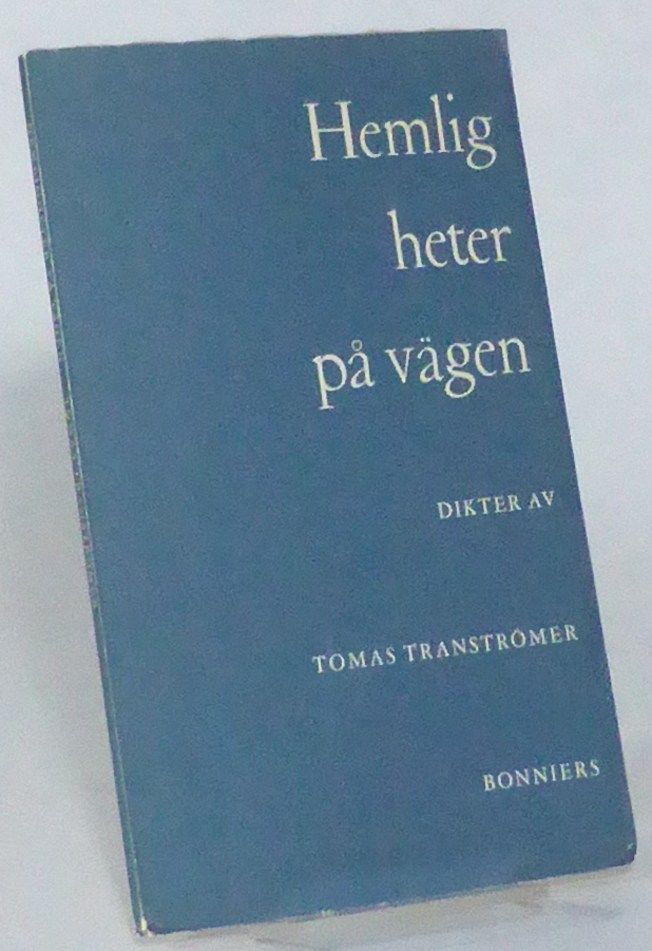 Hemlig
heter
på vägen
DIKTER AV
TOMAS TRANSTRÖMER
BONNIERS